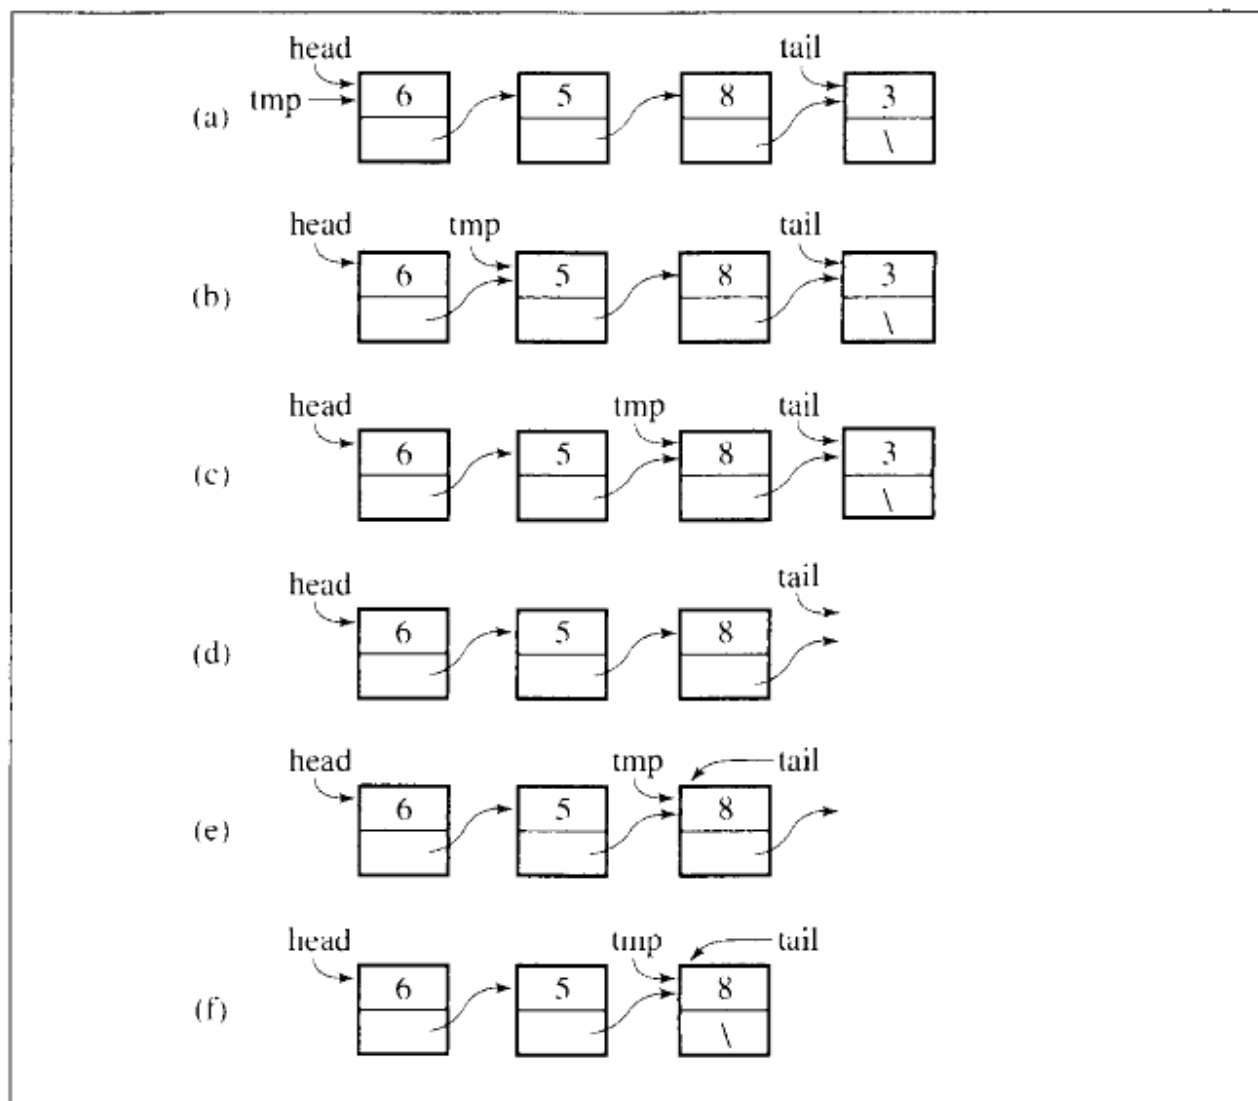 head tail
tmp 6 5 8 3
(a) \
head tmp tail
6 5 8 3
(b) \
head tmp tail
6 5 8 3
(c) \
head tail
6 5 8
(d)
head tmp tail
6 5 8
(e)
head tmp tail
6 5 8
(f) \